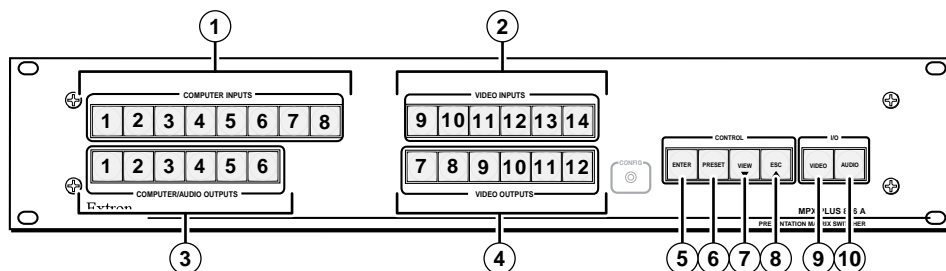 1 2
COMPUTER INPUTS VIDEO INPUTS
1 2 3 4 5 6 7 8 9 10 11 12 13 14
CONTROL I/O
1 2 3 4 5 6 7 8 9 10 11 12 CONFIG ENTER PRESET VIEW ESC VIDEO AUDIO
COMPUTER/AUDIO OUTPUTS VIDEO OUTPUTS
Extron
MPX PLUS 866 A
PRESENTATION MATRIX SWITCHER
3 4 5 6 7 8 9 10